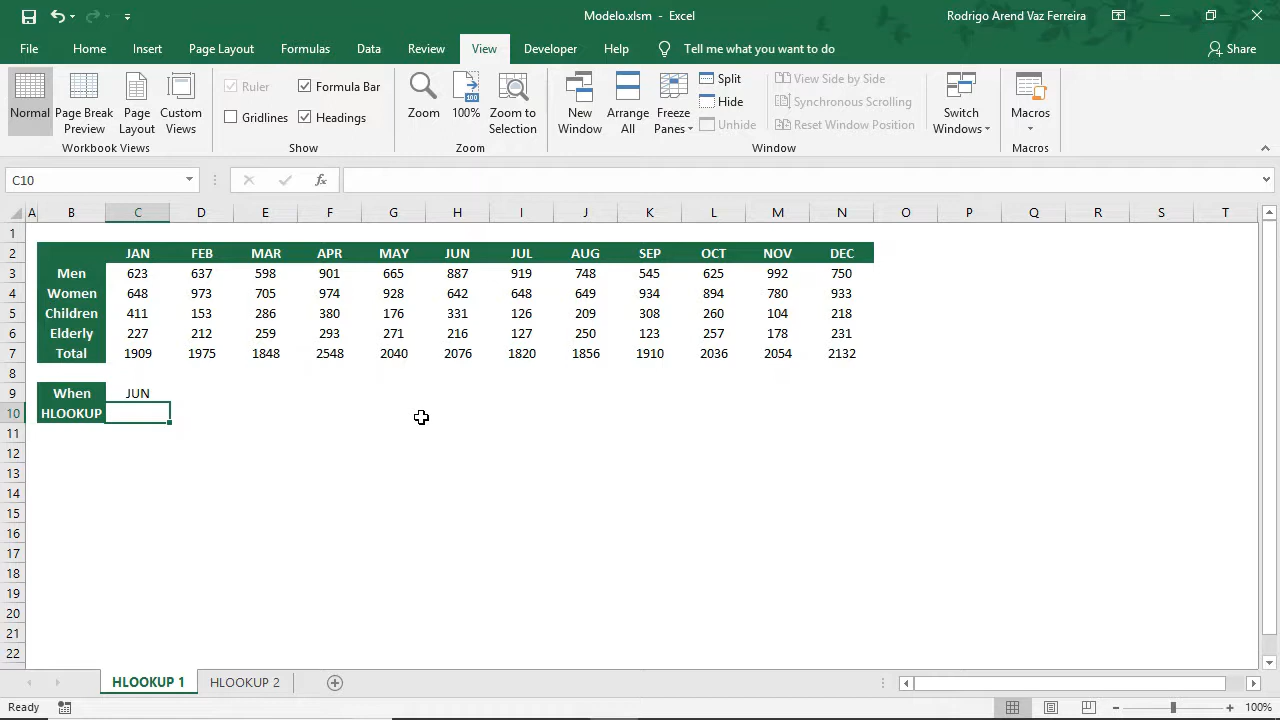 Modelo.xlsm - Excel
Rodrigo Arend Vaz Ferreira
File Home Insert Page Layout Formulas Data Review View Developer Help Tell me what you want to do Share
Normal
Page Break Preview
Page Layout
Custom Views
Workbook Views
Ruler
Formula Bar
Gridlines
Headings
Show
Zoom
100%
Zoom to Selection
Zoom
New Window
Arrange All
Freeze Panes
Split
Hide
Unhide
View Side by Side
Synchronous Scrolling
Reset Window Position
Window
Switch Windows
Macros
Macros
C10 fx
A B C D E F G H I J K L M N O P Q R S T
1
2 JAN FEB MAR APR MAY JUN JUL AUG SEP OCT NOV DEC
3 Men 623 637 598 901 665 887 919 748 545 625 992 750
4 Women 648 973 705 974 928 642 648 649 934 894 780 933
5 Children 411 153 286 380 176 331 126 209 308 260 104 218
6 Elderly 227 212 259 293 271 216 127 250 123 257 178 231
7 Total 1909 1975 1848 2548 2040 2076 1820 1856 1910 2036 2054 2132
8
9 When JUN
10 HLOOKUP
11
12
13
14
15
16
17
18
19
20
21
22
HLOOKUP 1 HLOOKUP 2
Ready 100%